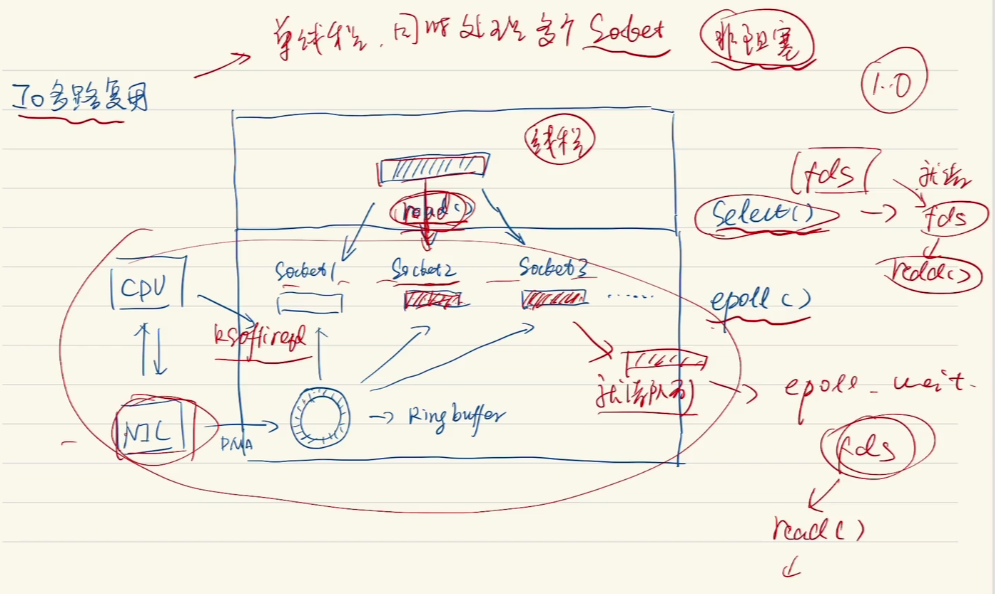 单线程、同时处理多个 Socket 非阻塞
IO多路复用
1.0
线程
[fds]
就绪
read()
Select() → fds
read()
Socket1 Socket2 Socket3 ......
CPU
epoll()
ksoftirqd
就绪队列
epoll_wait.
NIC
DMA
→ Ring buffer
fds
read()